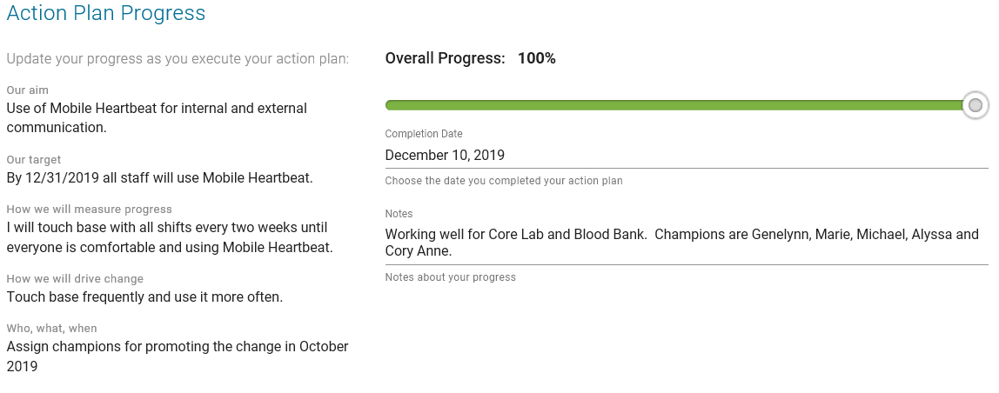 Action Plan Progress
Update your progress as you execute your action plan:
Our aim
Use of Mobile Heartbeat for internal and external
communication.
Our target
By 12/31/2019 all staff will use Mobile Heartbeat.
How we will measure progress
I will touch base with all shifts every two weeks until
everyone is comfortable and using Mobile Heartbeat.
How we will drive change
Touch base frequently and use it more often.
Who, what, when
Assign champions for promoting the change in October
2019
Overall Progress: 100%
Completion Date
December 10, 2019
Choose the date you completed your action plan
Notes
Working well for Core Lab and Blood Bank.  Champions are Genelynn, Marie, Michael, Alyssa and
Cory Anne.
Notes about your progress